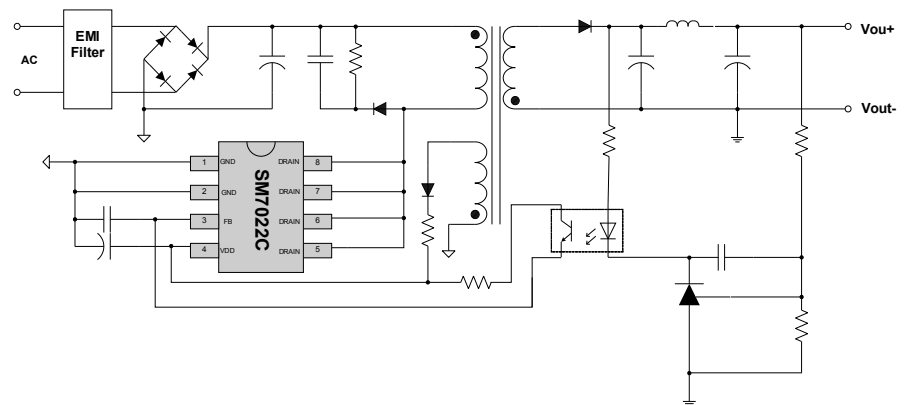 EMI
Filter
AC
Vou+
Vout-
SM7022C
1 GND DRAIN 8
2 GND DRAIN 7
3 FB DRAIN 6
4 VDD DRAIN 5